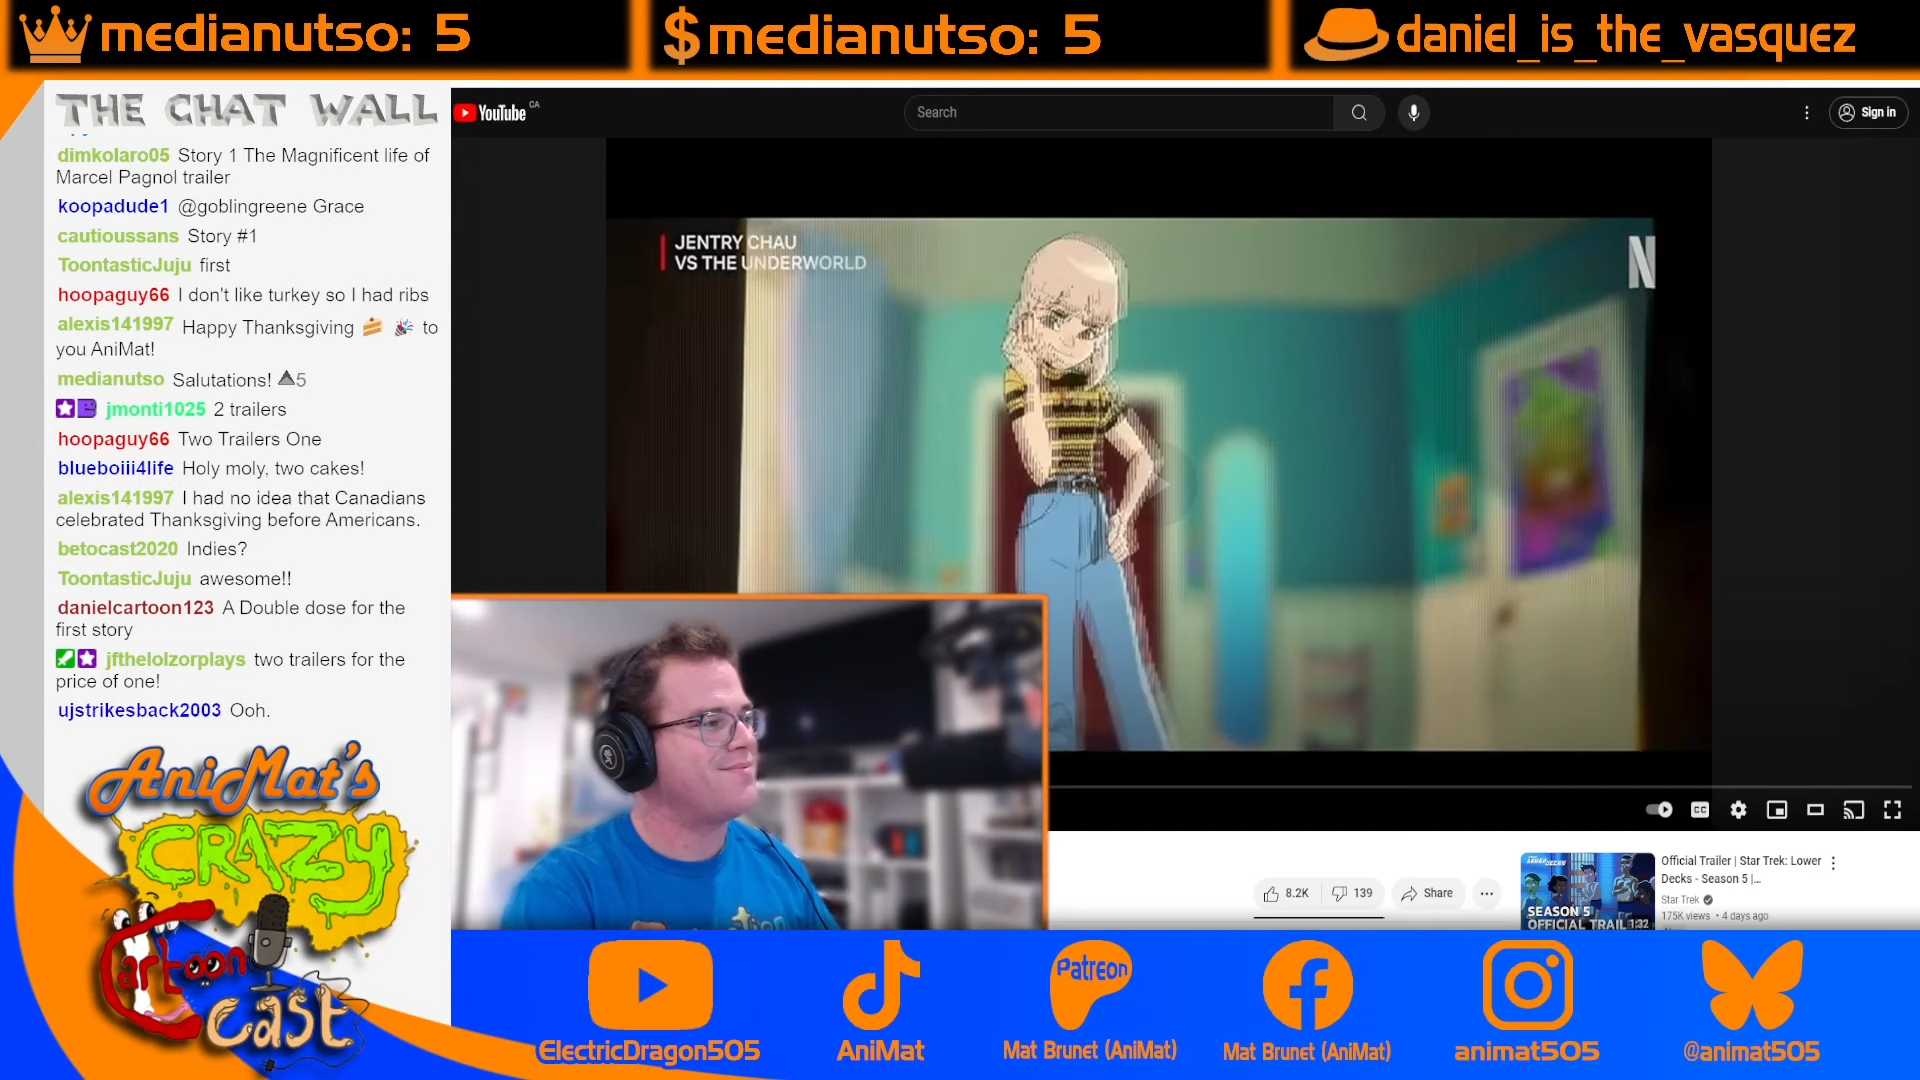 medianutso: 5
$ medianutso: 5
daniel_is_the_vasquez
THE CHAT WALL
dimkolaro05 Story 1 The Magnificent life of
Marcel Pagnol trailer
koopadude1 @goblingreene Grace
cautioussans Story #1
ToontasticJuju first
hoopaguy66 I don't like turkey so I had ribs
alexis141997 Happy Thanksgiving 🍰 🎉 to
you AniMat!
medianutso Salutations! 5
jmonti1025 2 trailers
hoopaguy66 Two Trailers One
blueboiii4life Holy moly, two cakes!
alexis141997 I had no idea that Canadians
celebrated Thanksgiving before Americans.
betocast2020 Indies?
ToontasticJuju awesome!!
danielcartoon123 A Double dose for the
first story
jfthelolzorplays two trailers for the
price of one!
ujstrikesback2003 Ooh.
AniMat's
CRAZY
Cartoon
Cast
YouTube CA
Search
Sign in
JENTRY CHAU
VS THE UNDERWORLD
N
CC
8.2K
139
Share
SEASON 5
OFFICIAL TRAIL
1:32
Official Trailer | Star Trek: Lower
Decks - Season 5 |...
Star Trek
175K views • 4 days ago
ElectricDragon505
AniMat
Patreon
Mat Brunet (AniMat)
Mat Brunet (AniMat)
animat505
@animat505